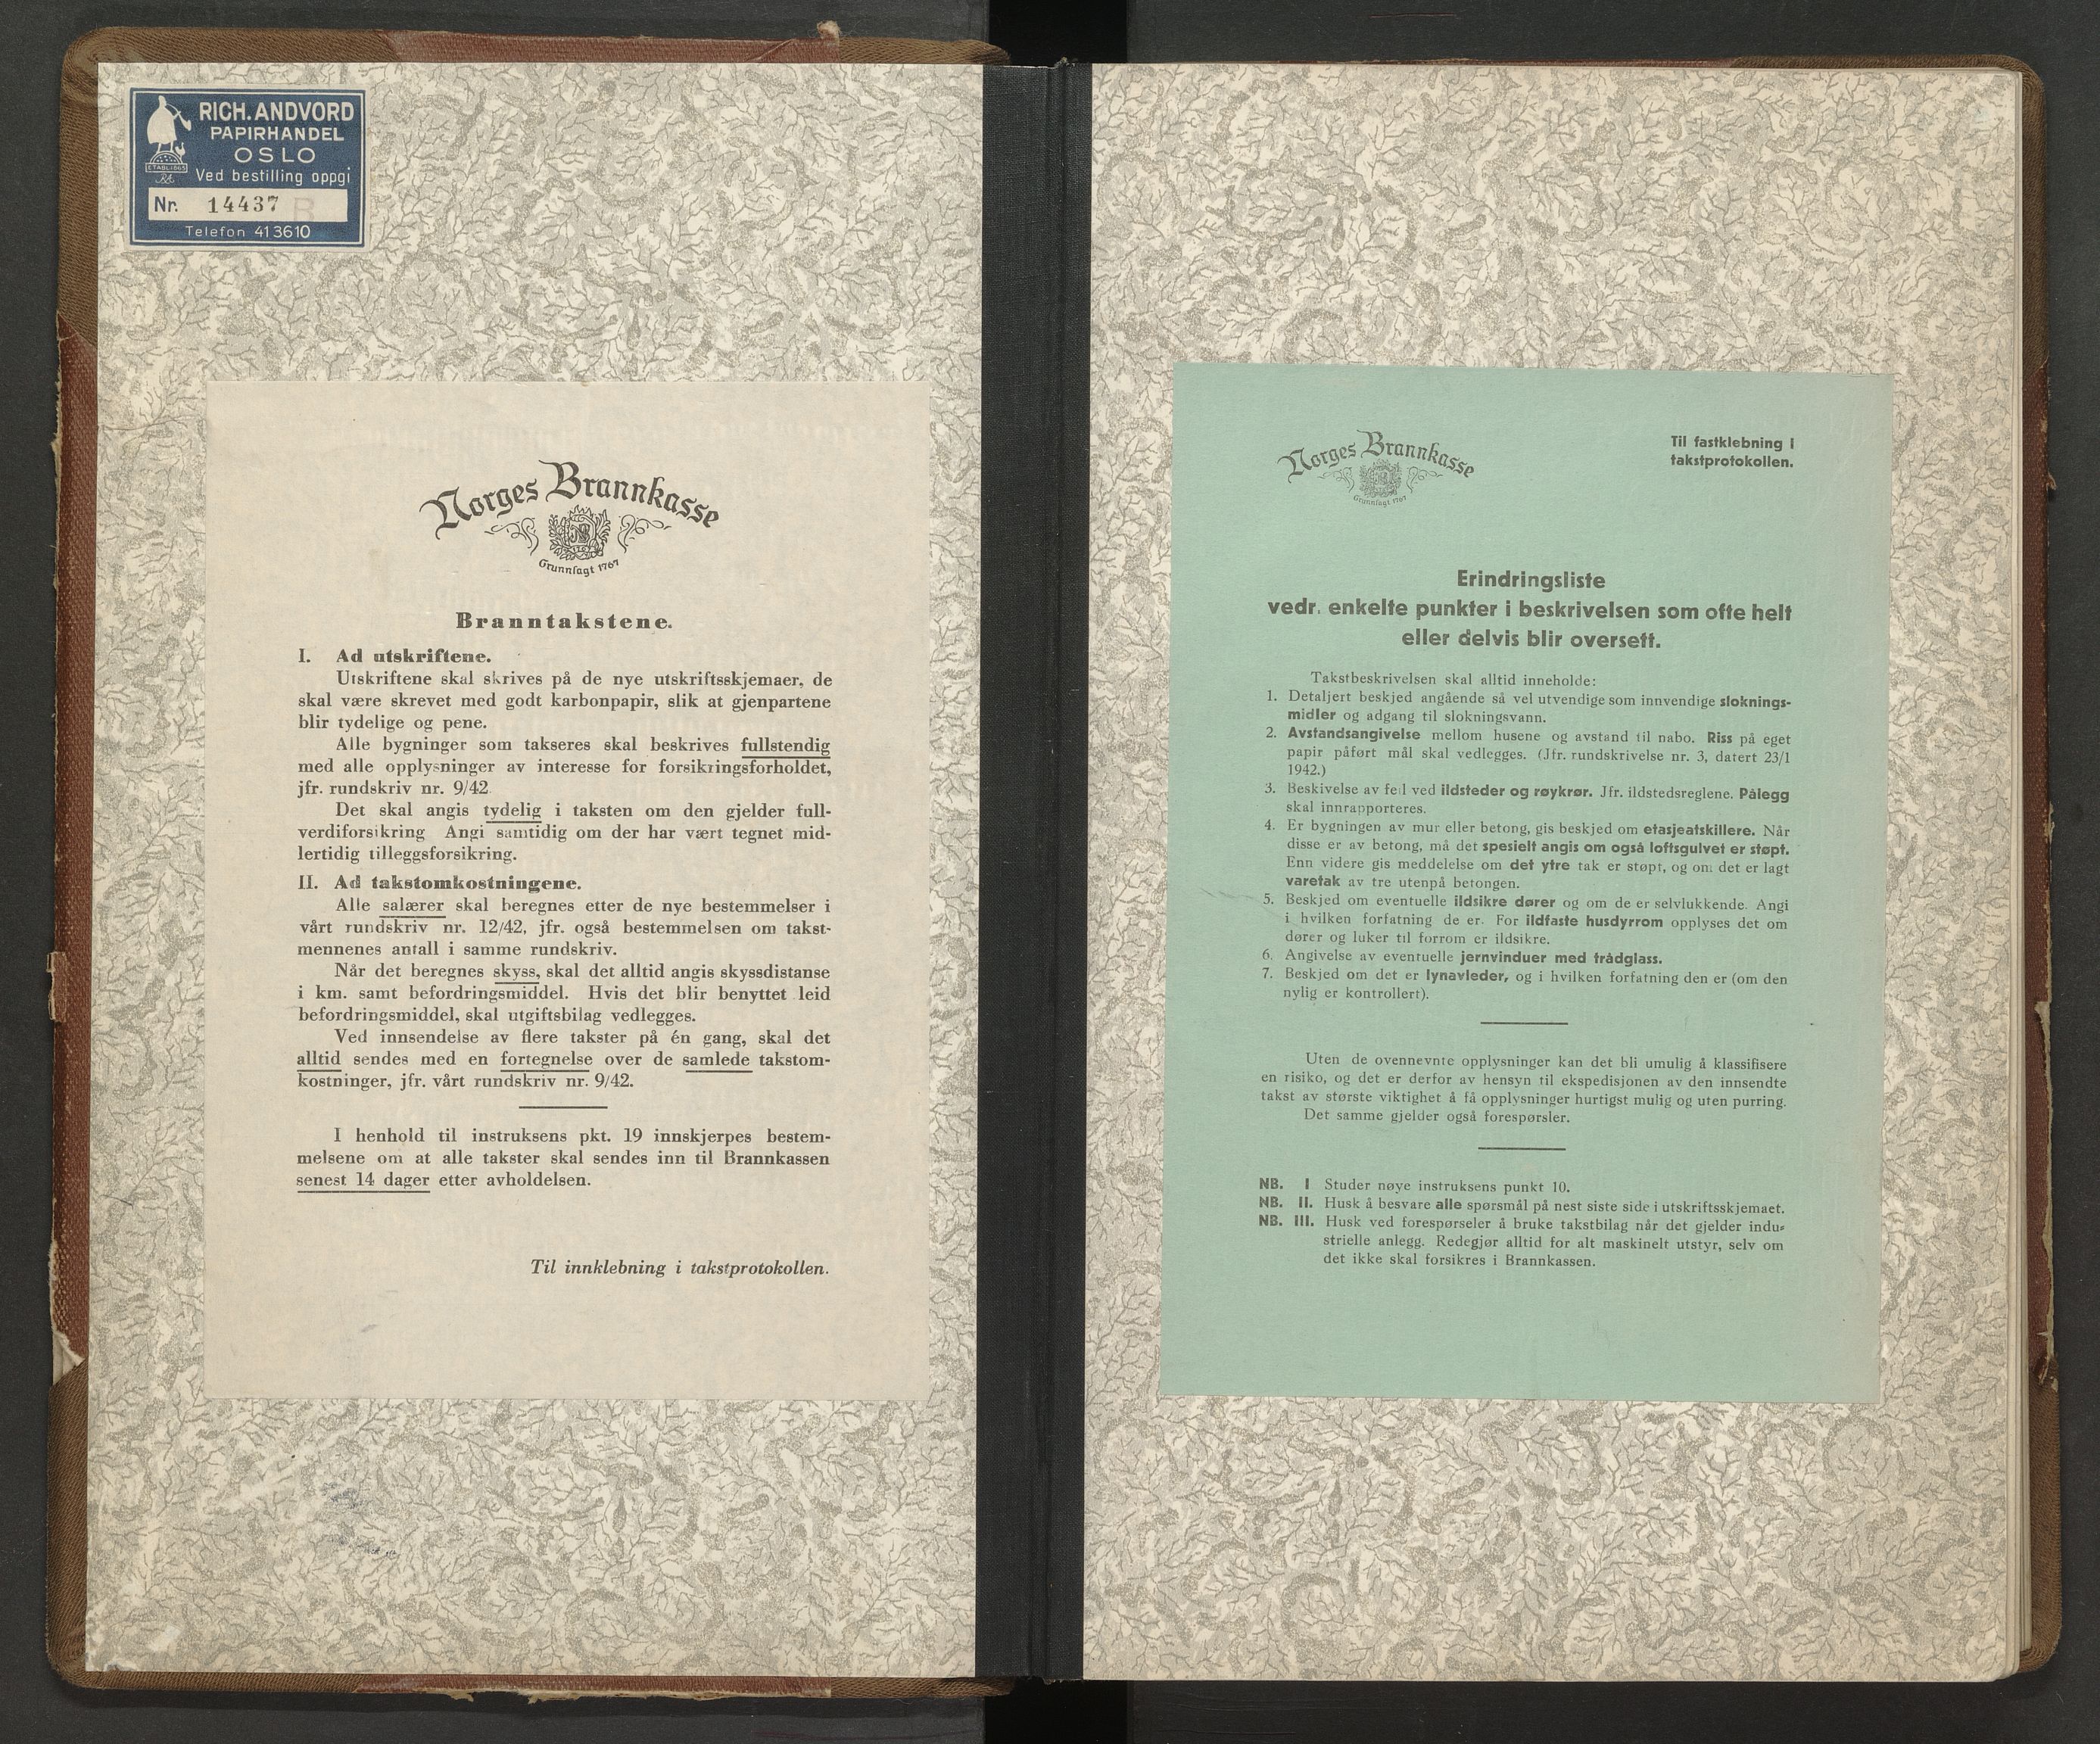 RICH. ANDVORD
PAPIRHANDEL
OSLO
ETABL. 1865
Ved bestilling oppgi
Nr. 14437 B
Telefon 413610
Norges Brannkasse
Grunnlagt 1767
Branntakstene.
I. Ad utskriftene.
Utskriftene skal skrives på de nye utskriftsskjemaer, de
skal være skrevet med godt karbonpapir, slik at gjenpartene
blir tydelige og pene.
Alle bygninger som takseres skal beskrives fullstendig
med alle opplysninger av interesse for forsikringsforholdet,
jfr. rundskriv nr. 9/42
Det skal angis tydelig i taksten om den gjelder full-
verdiforsikring Angi samtidig om der har vært tegnet mid-
lertidig tilleggsforsikring.
II. Ad takstomkostningene.
Alle salærer skal beregnes etter de nye bestemmelser i
vårt rundskriv nr. 12/42, jfr. også bestemmelsen om takst-
mennenes antall i samme rundskriv.
Når det beregnes skyss, skal det alltid angis skyssdistanse
i km. samt befordringsmiddel. Hvis det blir benyttet leid
befordringsmiddel, skal utgiftsbilag vedlegges.
Ved innsendelse av flere takster på én gang, skal det
alltid sendes med en fortegnelse over de samlede takstom-
kostninger, jfr. vårt rundskriv nr. 9/42.
I henhold til instruksens pkt. 19 innskjerpes bestem-
melsene om at alle takster skal sendes inn til Brannkassen
senest 14 dager etter avholdelsen.
Til innklebning i takstprotokollen.
Norges Brannkasse
Grunnlagt 1767
Til fastklebning i
takstprotokollen.
Erindringsliste
vedr. enkelte punkter i beskrivelsen som ofte helt
eller delvis blir oversett.
Takstbeskrivelsen skal alltid inneholde:
1. Detaljert beskjed angående så vel utvendige som innvendige sloknings-
midler og adgang til slokningsvann.
2. Avstandsangivelse mellom husene og avstand til nabo. Riss på eget
papir påført mål skal vedlegges. (Jfr. rundskrivelse nr. 3, datert 23/1
1942.)
3. Beskivelse av feil ved ildsteder og røykrør. Jfr. ildstedsreglene. Pålegg
skal innrapporteres.
4. Er bygningen av mur eller betong, gis beskjed om etasjeatskillere. Når
disse er av betong, må det spesielt angis om også loftsgulvet er støpt.
Enn videre gis meddelelse om det ytre tak er støpt, og om det er lagt
varetak av tre utenpå betongen.
5. Beskjed om eventuelle ildsikre dører og om de er selvlukkende. Angi
i hvilken forfatning de er. For ildfaste husdyrrom opplyses det om
dører og luker til forrom er ildsikre.
6. Angivelse av eventuelle jernvinduer med trådglass.
7. Beskjed om det er lynavleder, og i hvilken forfatning den er (om den
nylig er kontrollert).
Uten de ovennevnte opplysninger kan det bli umulig å klassifisere
en risiko, og det er derfor av hensyn til ekspedisjonen av den innsendte
takst av største viktighet å få opplysninger hurtigst mulig og uten purring.
Det samme gjelder også forespørsler.
NB. I Studer nøye instruksens punkt 10.
NB. II. Husk å besvare alle spørsmål på nest siste side i utskriftsskjemaet.
NB. III. Husk ved forespørseler å bruke takstbilag når det gjelder indu-
strielle anlegg. Redegjør alltid for alt maskinelt utstyr, selv om
det ikke skal forsikres i Brannkassen.